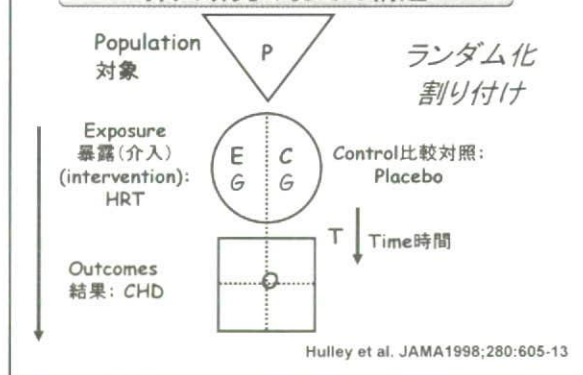 Population
対象
P
ランダム化
割り付け
Exposure
暴露(介入)
(intervention):
HRT
E C
G G
Control比較対照:
Placebo
T Time時間
Outcomes
結果: CHD
O
Hulley et al. JAMA1998;280:605-13